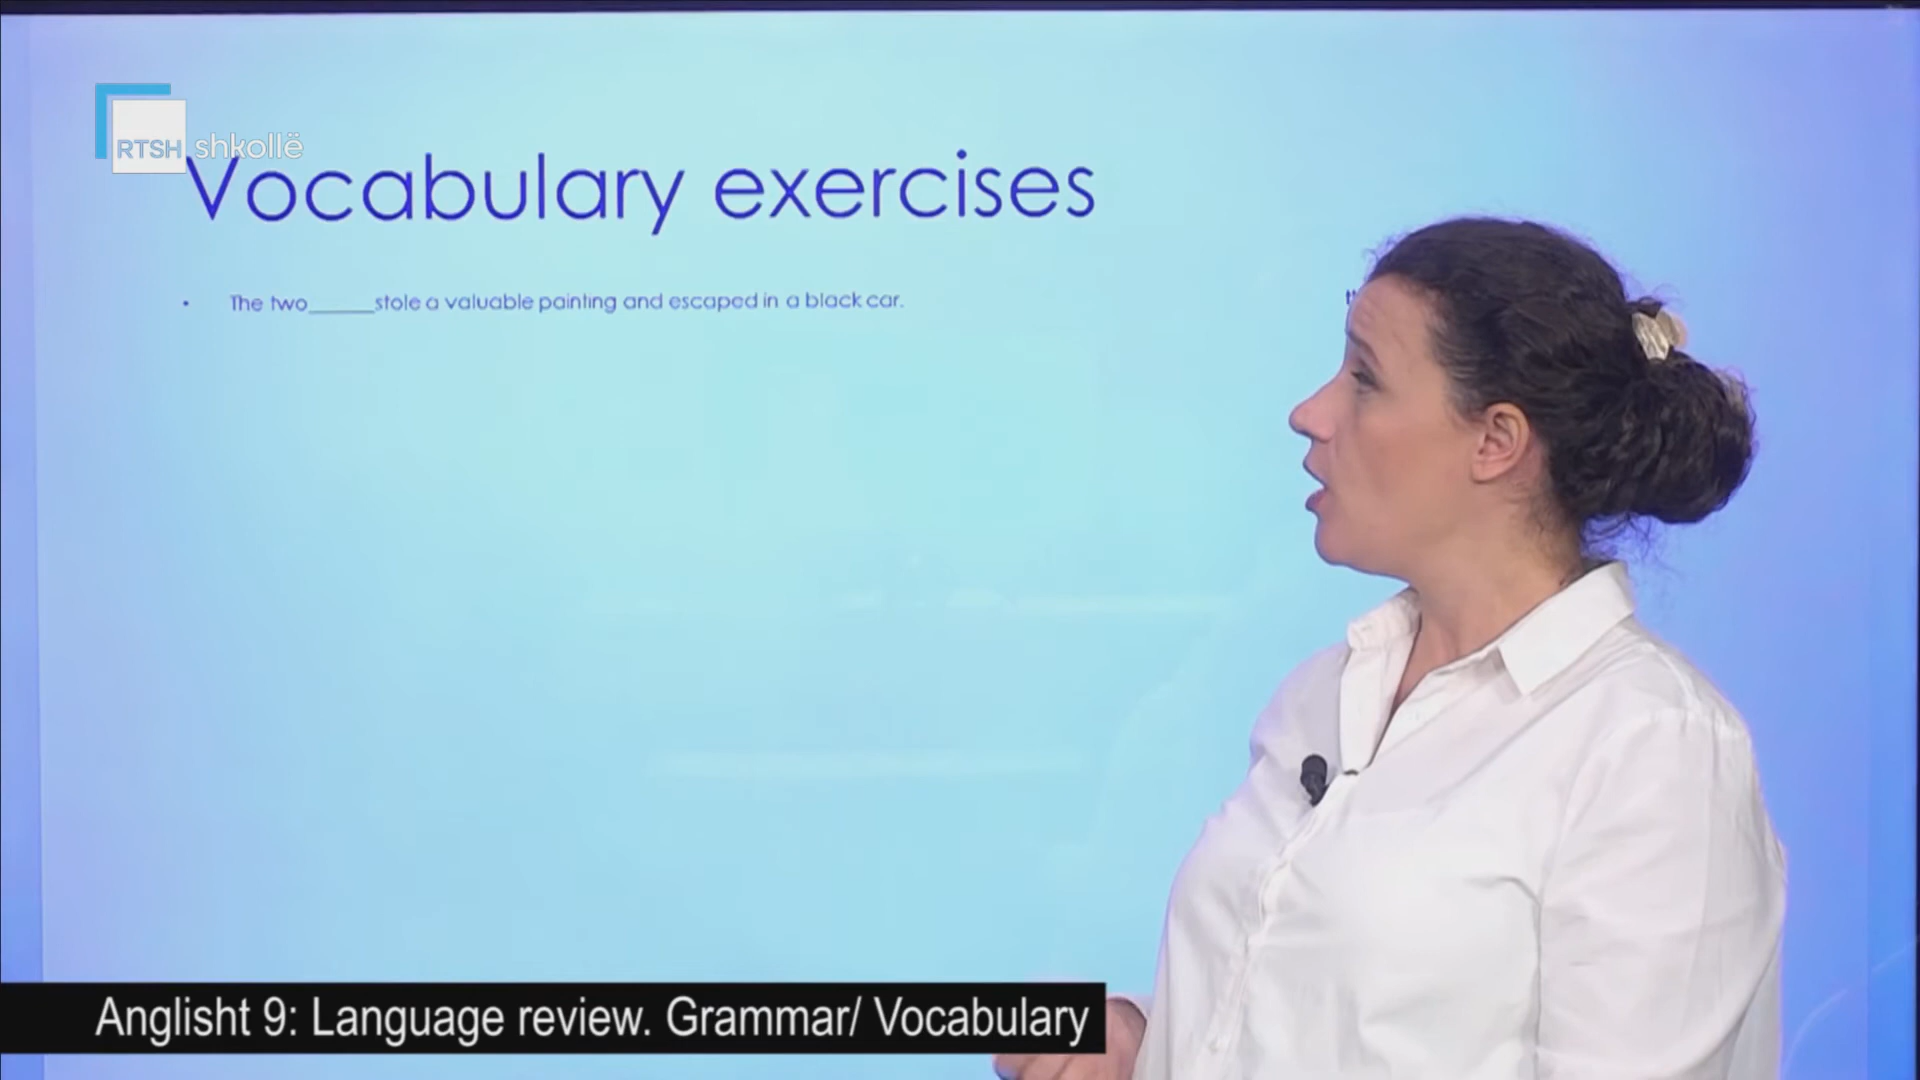 RTSH shkollë
Vocabulary exercises
• The two______stole a valuable painting and escaped in a black car.
Anglisht 9: Language review. Grammar/ Vocabulary